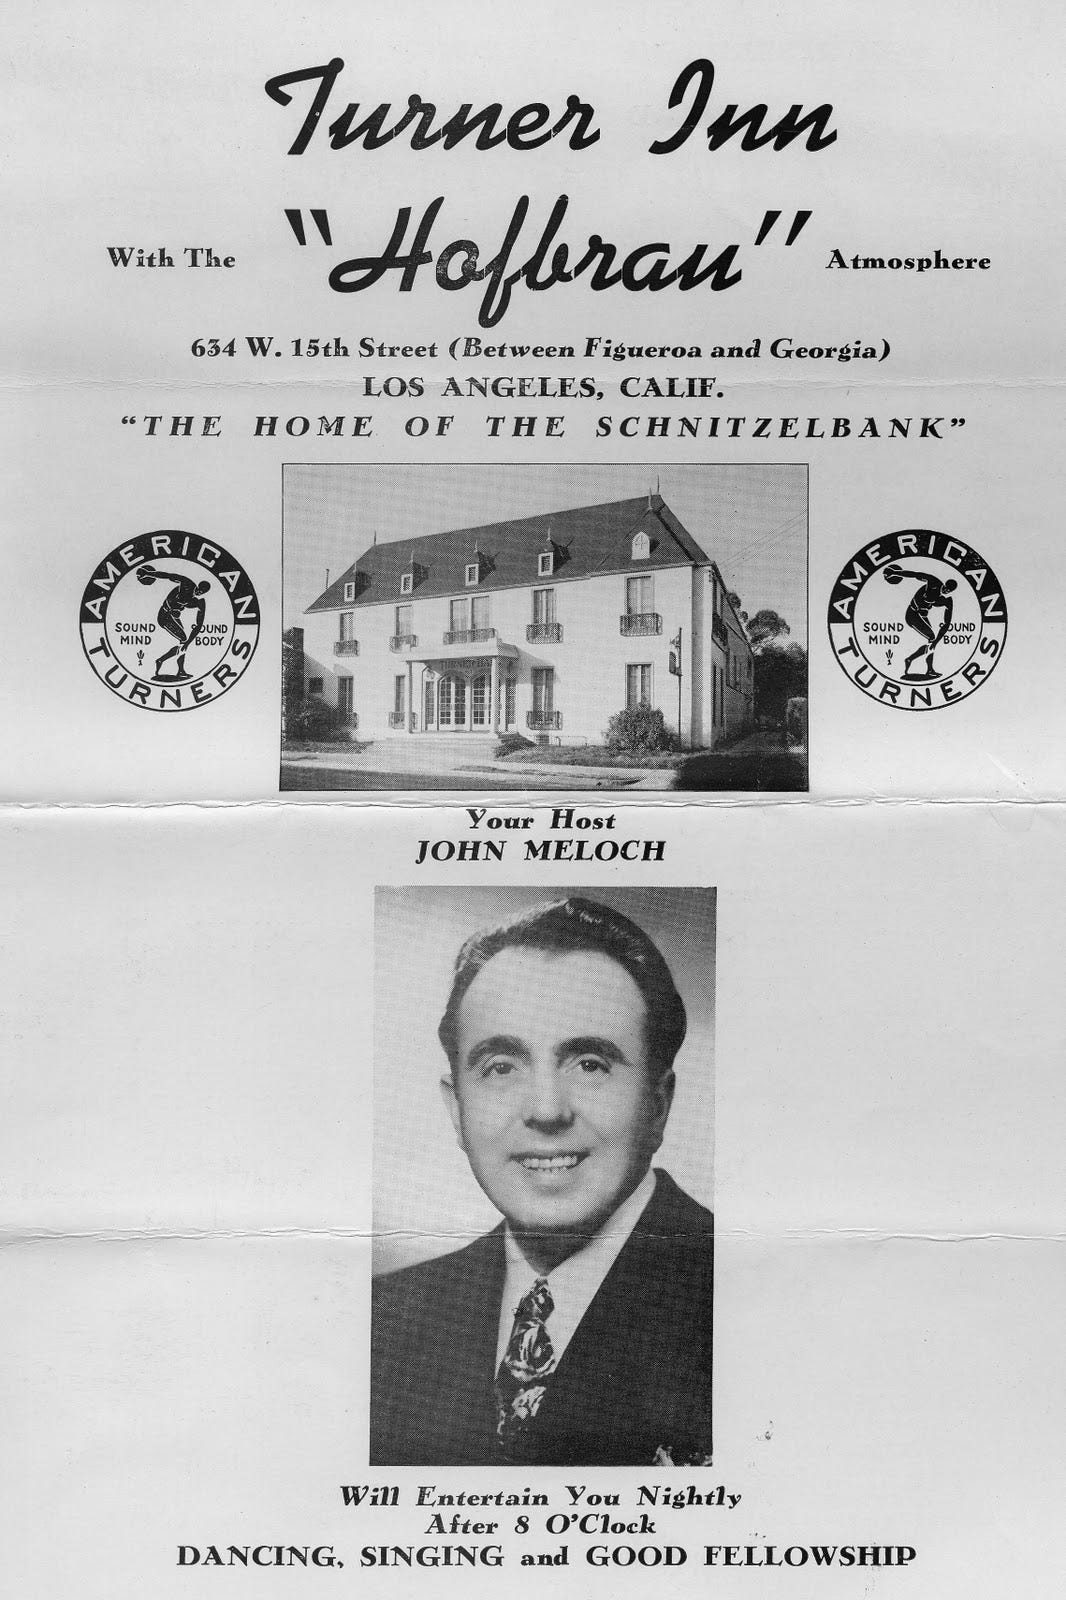 Turner Inn
With The "Hofbrau" Atmosphere
634 W. 15th Street (Between Figueroa and Georgia)
LOS ANGELES, CALIF.
"THE HOME OF THE SCHNITZELBANK"
AMERICAN TURNERS
SOUND MIND
SOUND BODY
TURNER INN
AMERICAN TURNERS
SOUND MIND
SOUND BODY
Your Host
JOHN MELOCH
Will Entertain You Nightly
After 8 O'Clock
DANCING, SINGING and GOOD FELLOWSHIP